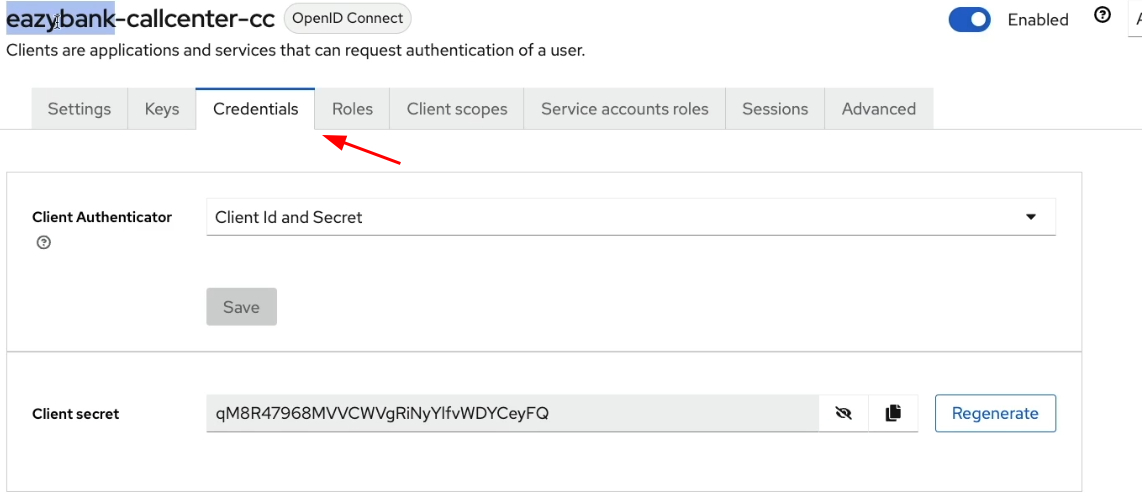 eazybank-callcenter-cc OpenID Connect Enabled
Clients are applications and services that can request authentication of a user.
Settings Keys Credentials Roles Client scopes Service accounts roles Sessions Advanced
Client Authenticator Client Id and Secret
Save
Client secret qM8R47968MVVCWVgRiNyYlfvWDYCeyFQ Regenerate